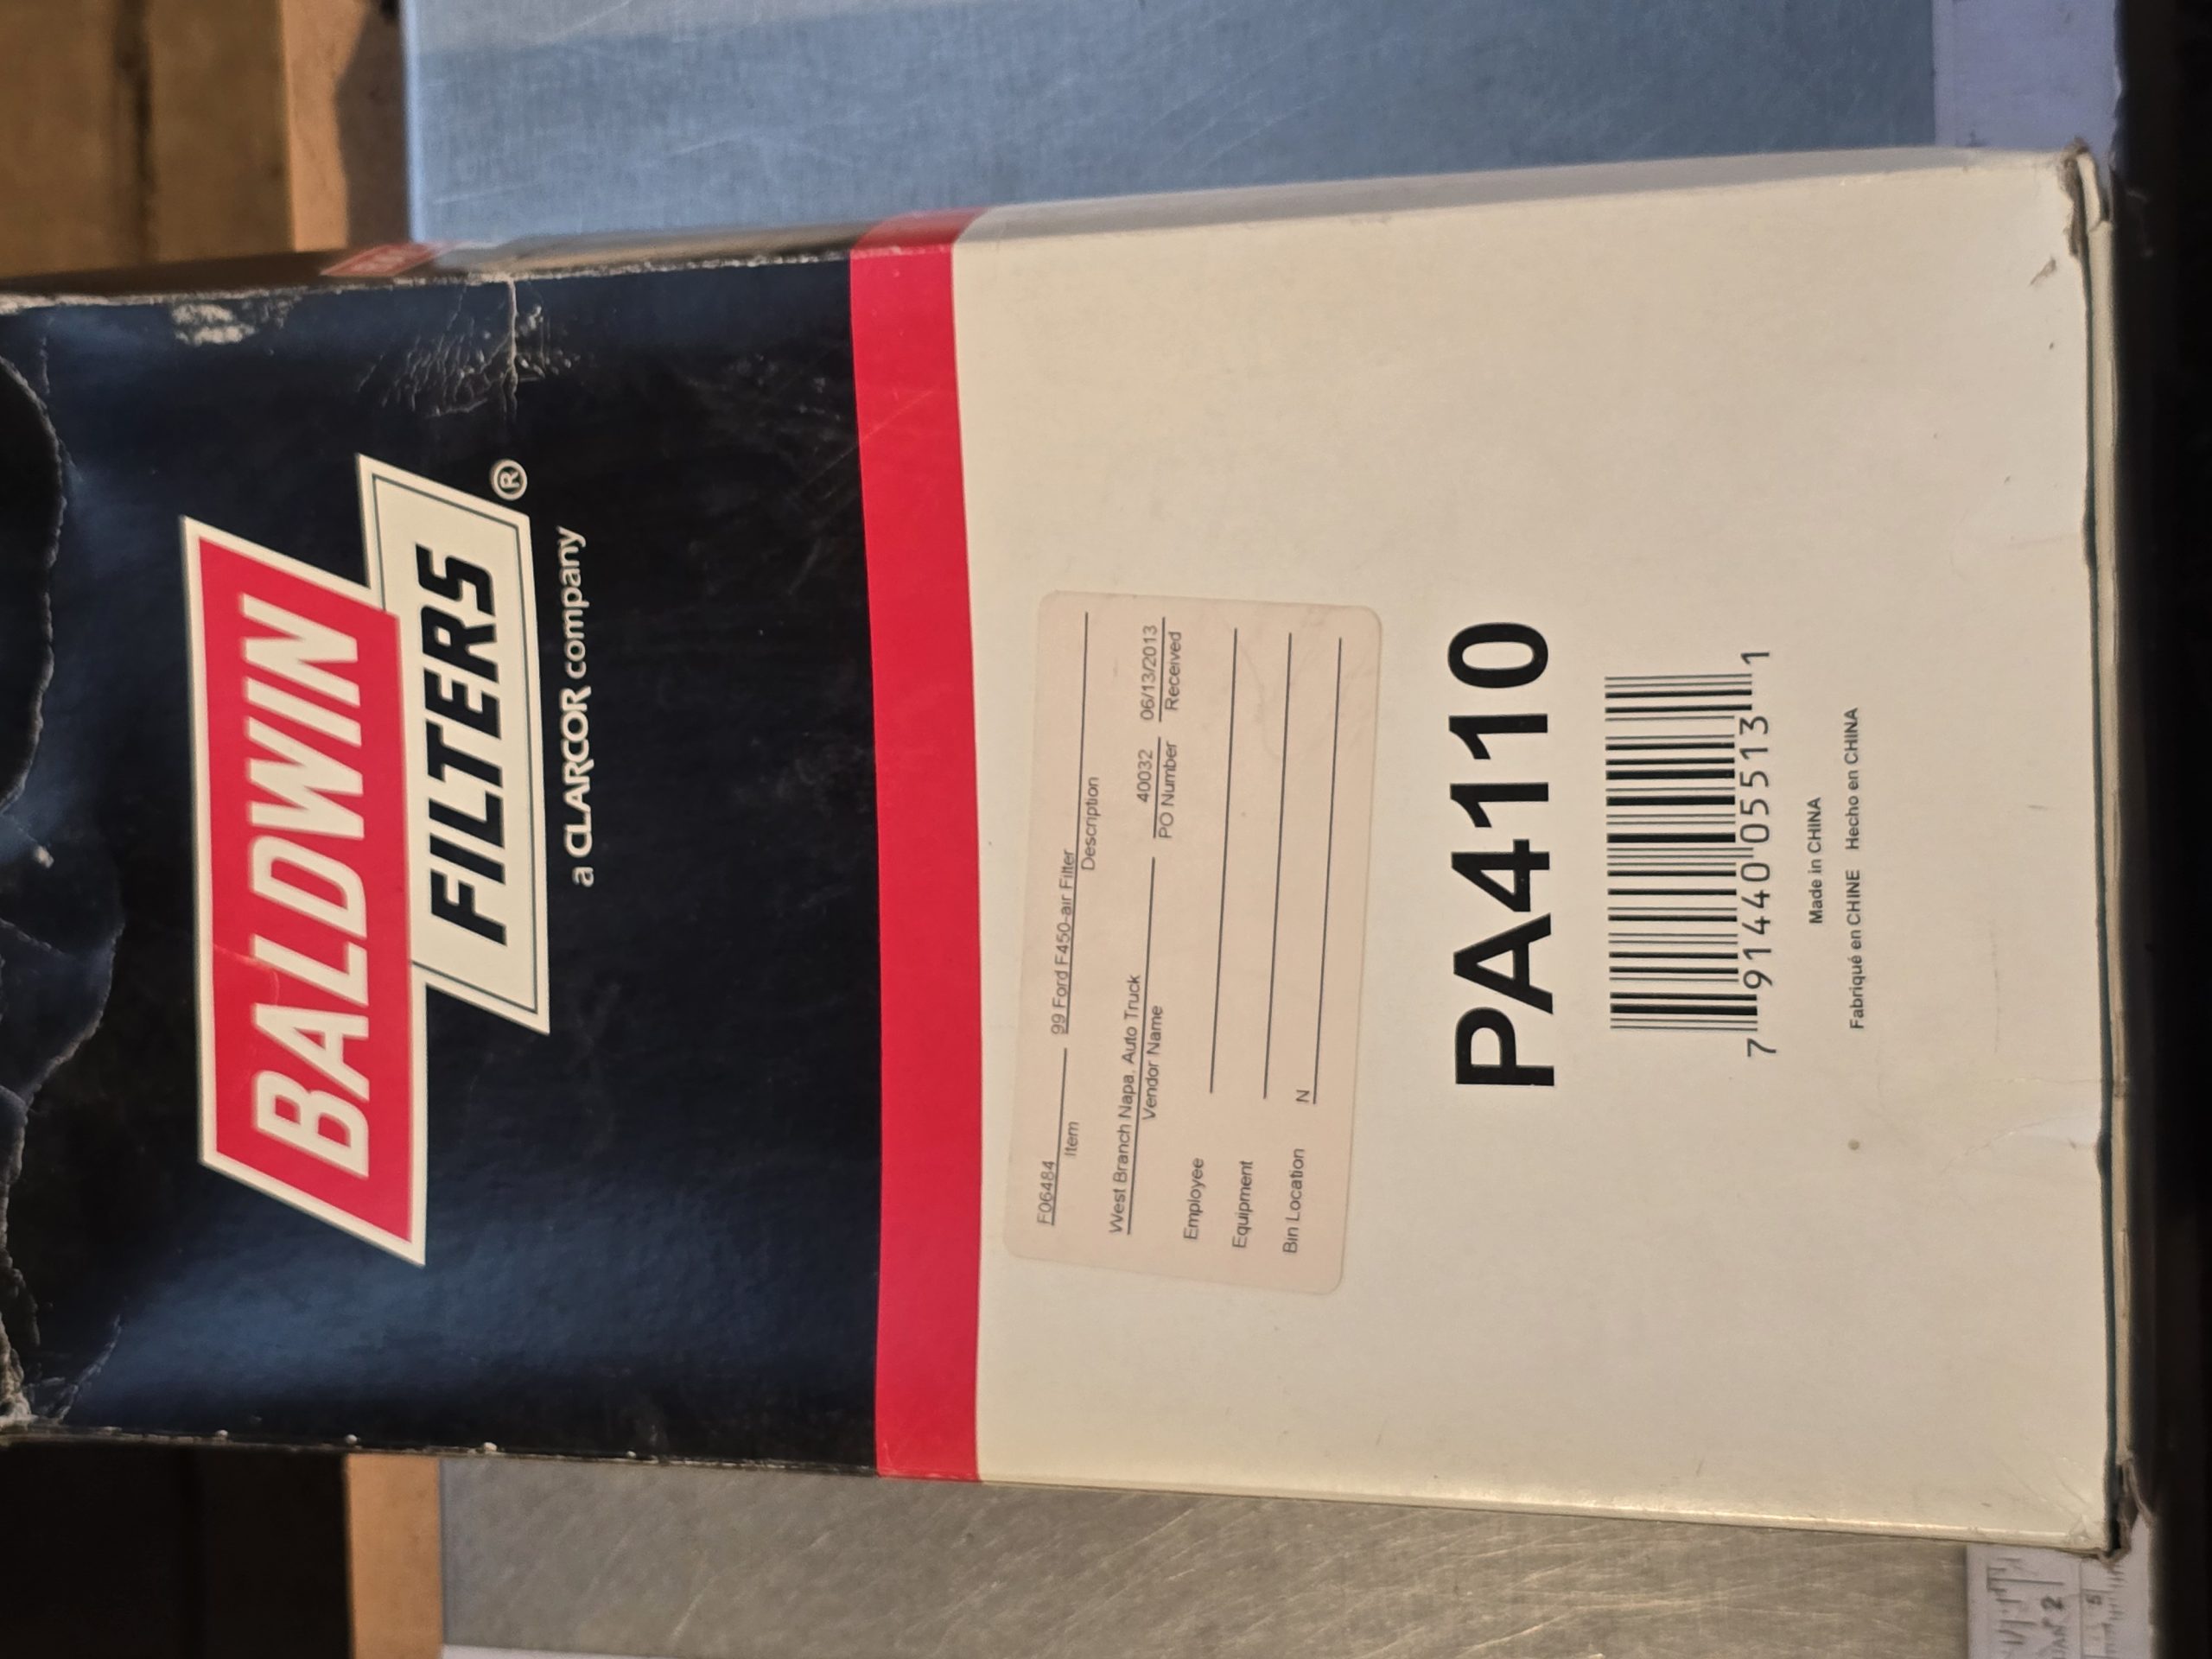 BALDWIN
FILTERS®
a CLARCOR company
F06484 99 Ford F450-air Filter
Item Description
West Branch Napa, Auto Truck 40032 06/13/2013
Vendor Name PO Number Received
Employee
Equipment
Bin Location N
PA4110
7 91440 05513 1
Made in CHINA
Fabriqué en CHINE Hecho en CHINA
2
5